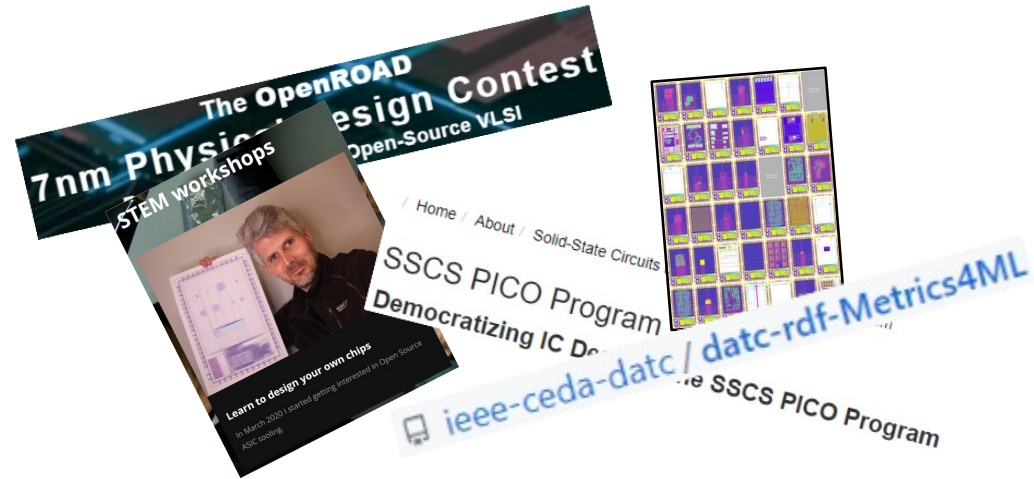 The OpenROAD
7nm Physical Design Contest
Open-Source VLSI
STEM workshops
Learn to design your own chips
In March 2020 I started getting interested in Open Source
ASIC tooling.
/ Home / About / Solid-State Circuits
SSCS PICO Program
Democratizing IC De
ieee-ceda-datc / datc-rdf-Metrics4ML
he SSCS PICO Program